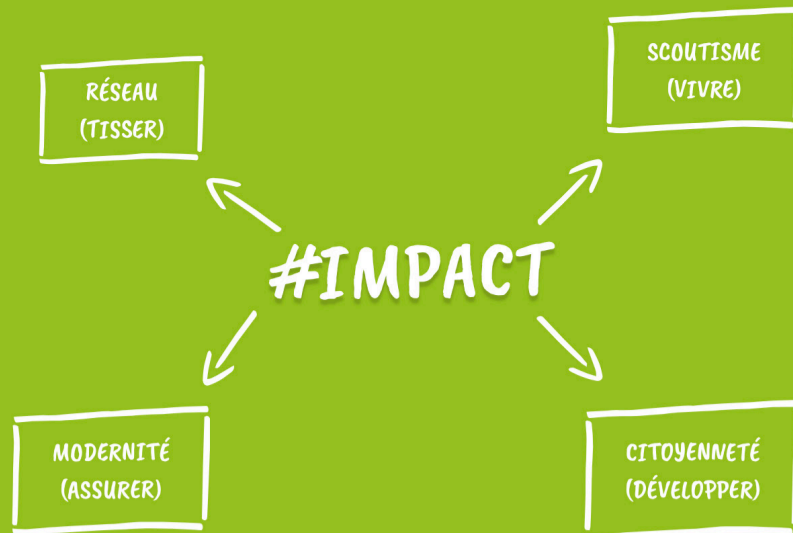 RÉSEAU
(TISSER)
SCOUTISME
(VIVRE)
#IMPACT
MODERNITÉ
(ASSURER)
CITOYENNETÉ
(DÉVELOPPER)